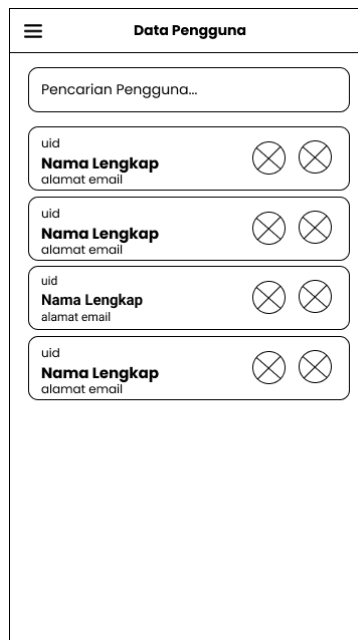 Data Pengguna
Pencarian Pengguna...
uid
Nama Lengkap
alamat email
uid
Nama Lengkap
alamat email
uid
Nama Lengkap
alamat email
uid
Nama Lengkap
alamat email